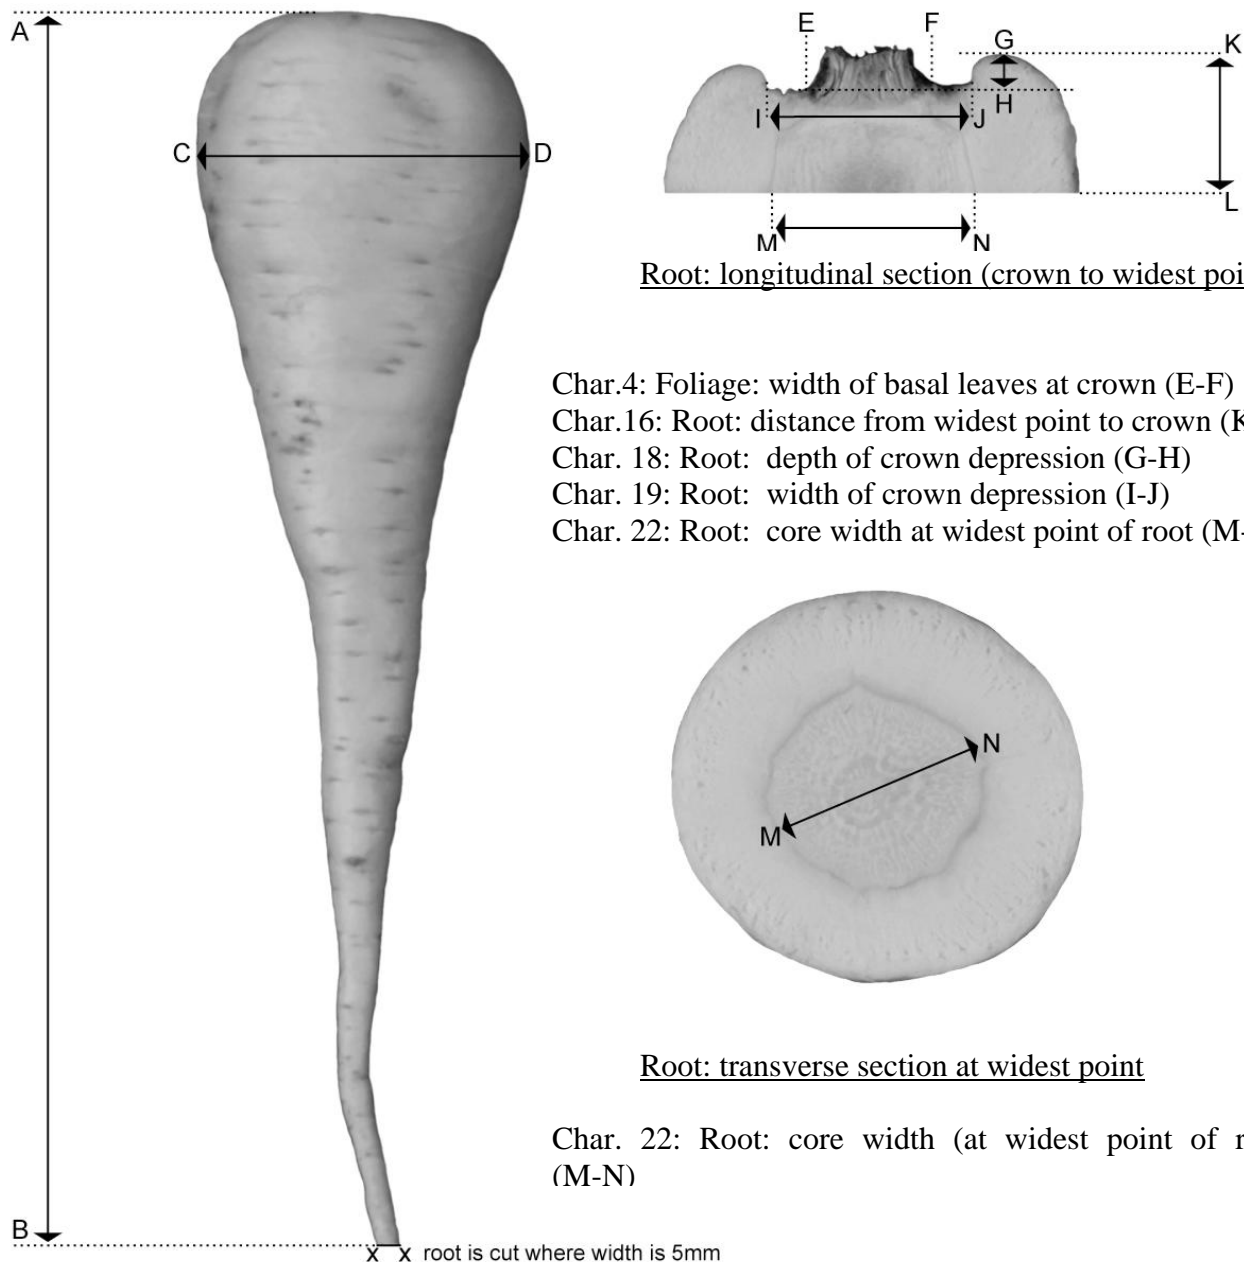 A
E F
G K
H
I J
C D
L
M N
Root: longitudinal section (crown to widest poi
Char.4: Foliage: width of basal leaves at crown (E-F)
Char.16: Root: distance from widest point to crown (K
Char. 18: Root: depth of crown depression (G-H)
Char. 19: Root: width of crown depression (I-J)
Char. 22: Root: core width at widest point of root (M-
N
M
Root: transverse section at widest point
Char. 22: Root: core width (at widest point of r
(M-N)
B
x x root is cut where width is 5mm